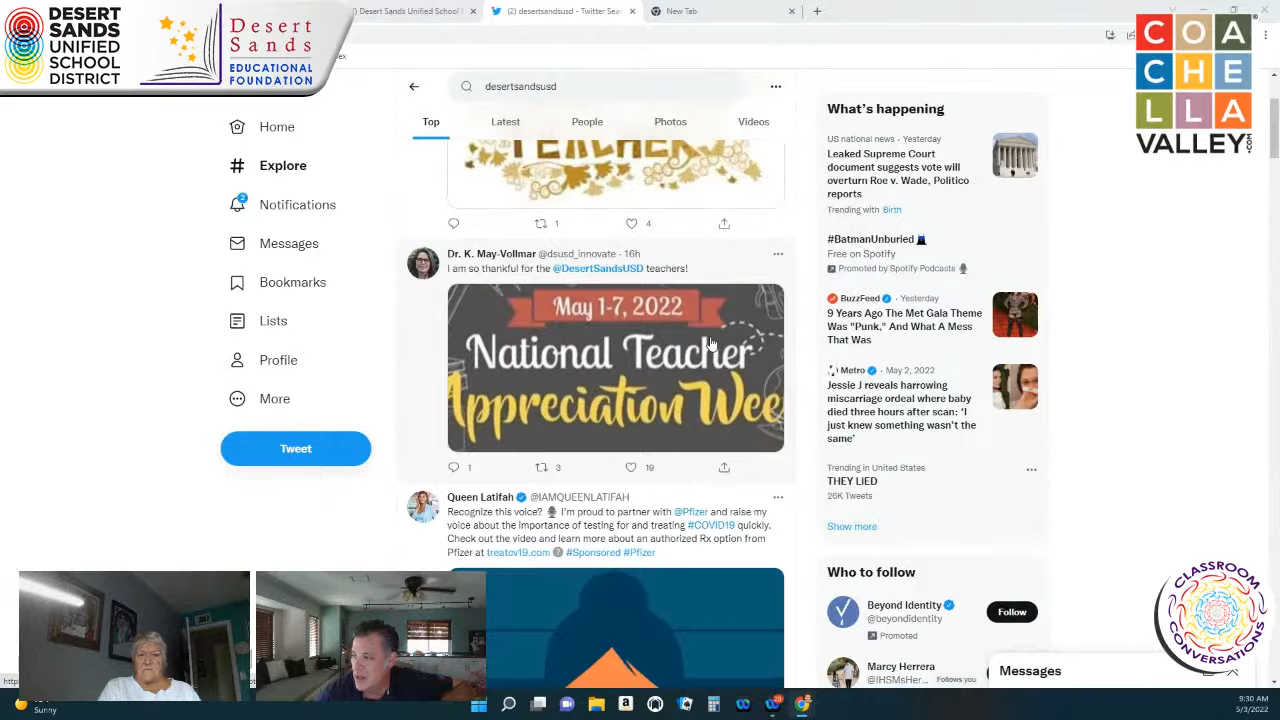 DESERT
SANDS
UNIFIED
SCHOOL
DISTRICT
Desert
Sands
EDUCATIONAL
FOUNDATION
Desert Sands Unified School
(2) desertsandsusd - Twitter Sea
New Tab
COA
CHE
LLA
VALLEY.COM
desertsandsusd
Top
Latest
People
Photos
Videos
Home
Explore
2
Notifications
Messages
Bookmarks
Lists
Profile
More
Tweet
TEACHER
1
4
Dr. K. May-Vollmar @dsusd_innovate · 16h
I am so thankful for the @DesertSandsUSD teachers!
May 1-7, 2022
National Teacher
Appreciation Wee
1
3
19
Queen Latifah @IAMQUEENLATIFAH
Recognize this voice? I'm proud to partner with @Pfizer and raise my
voice about the importance of testing for and treating #COVID19 quickly.
Check out the video and learn more about an authorized Rx option from
Pfizer at treatcv19.com #Sponsored #Pfizer
What's happening
US national news · Yesterday
Leaked Supreme Court
document suggests vote will
overturn Roe v. Wade, Politico
reports
Trending with Birth
#BatmanUnburied
Free on Spotify
Promoted by Spotify Podcasts
BuzzFeed · Yesterday
9 Years Ago The Met Gala Theme
Was "Punk," And What A Mess
That Was
Metro · May 2, 2022
Jessie J reveals harrowing
miscarriage ordeal where baby
died three hours after scan: 'I
just knew something wasn't the
same'
Trending in United States
THEY LIED
26K Tweets
Show more
Who to follow
Beyond Identity
@beyondidentity
Promoted
Follow
Marcy Herrera
@IHSMsHer...
Follows you
Messages
CLASSROOM
CONVERSATIONS
Sunny
9:30 AM
5/3/2022